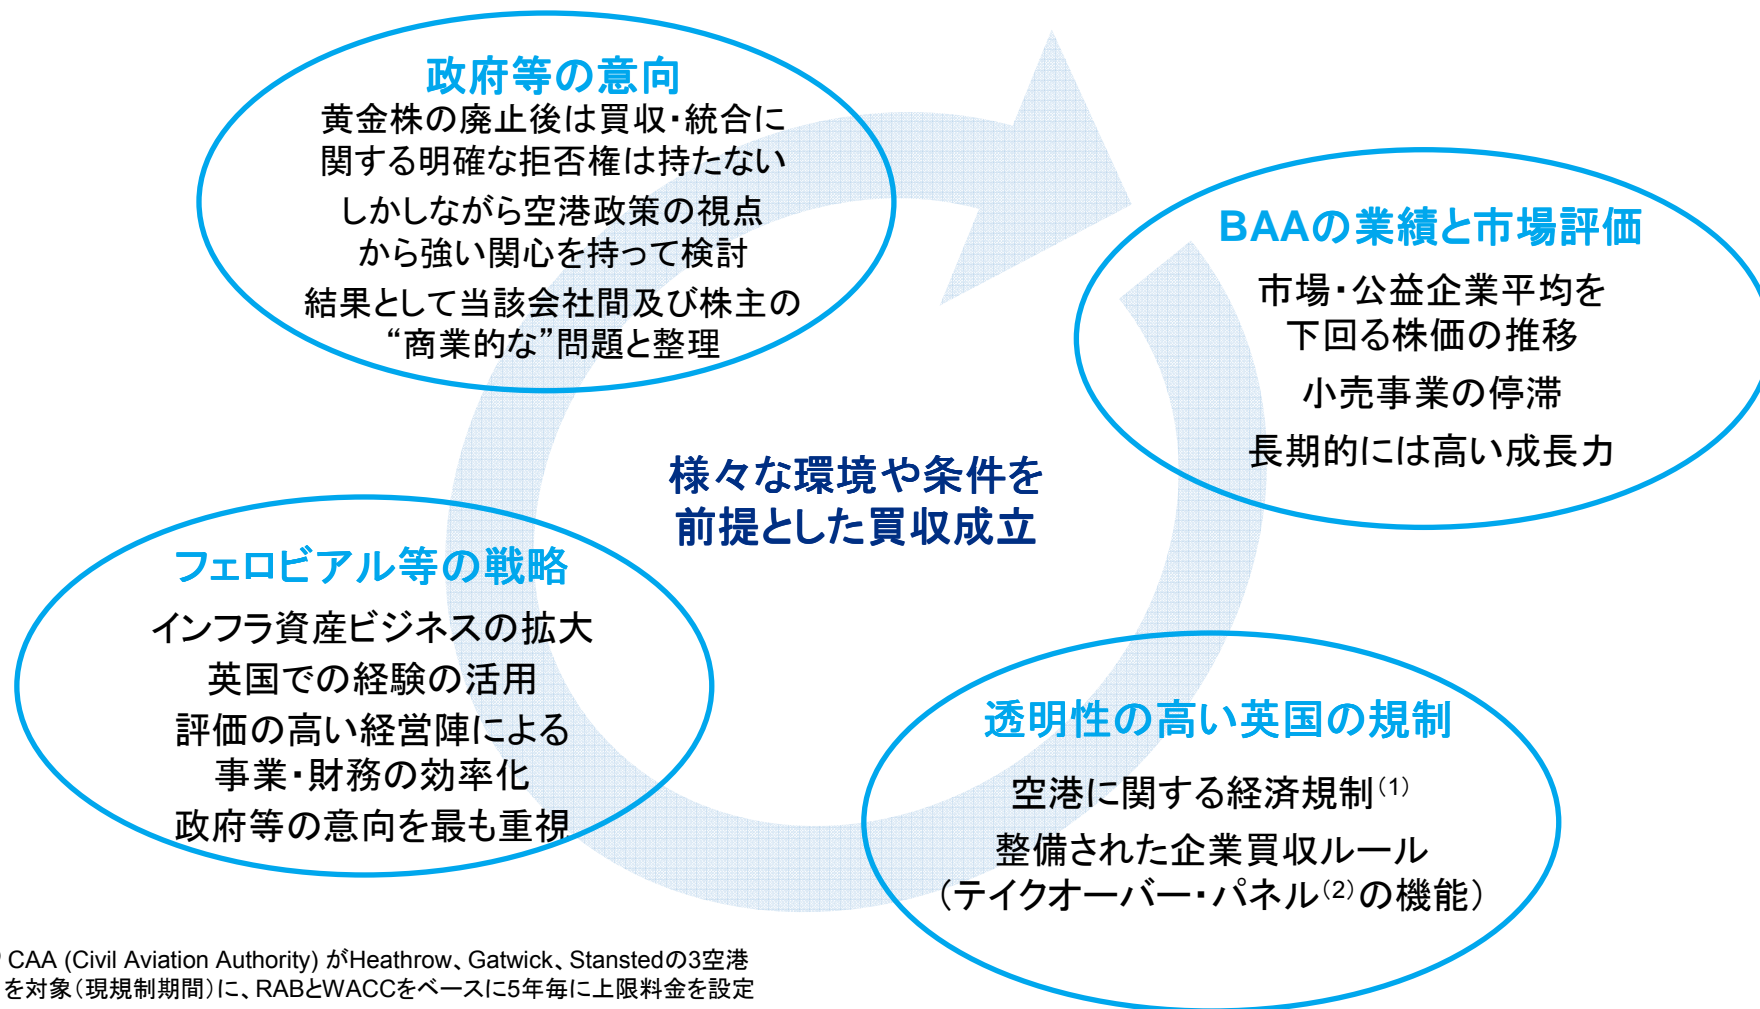 政府等の意向
黄金株の廃止後は買収・統合に
関する明確な拒否権は持たない
しかしながら空港政策の視点
から強い関心を持って検討
結果として当該会社間及び株主の
“商業的な”問題と整理
BAAの業績と市場評価
市場・公益企業平均を
下回る株価の推移
小売事業の停滞
長期的には高い成長力
様々な環境や条件を
前提とした買収成立
フェロビアル等の戦略
インフラ資産ビジネスの拡大
英国での経験の活用
評価の高い経営陣による
事業・財務の効率化
政府等の意向を最も重視
透明性の高い英国の規制
空港に関する経済規制(1)
整備された企業買収ルール
（テイクオーバー・パネル(2)の機能）
CAA (Civil Aviation Authority) がHeathrow、Gatwick、Stanstedの3空港
を対象（現規制期間）に、RABとWACCをベースに5年毎に上限料金を設定